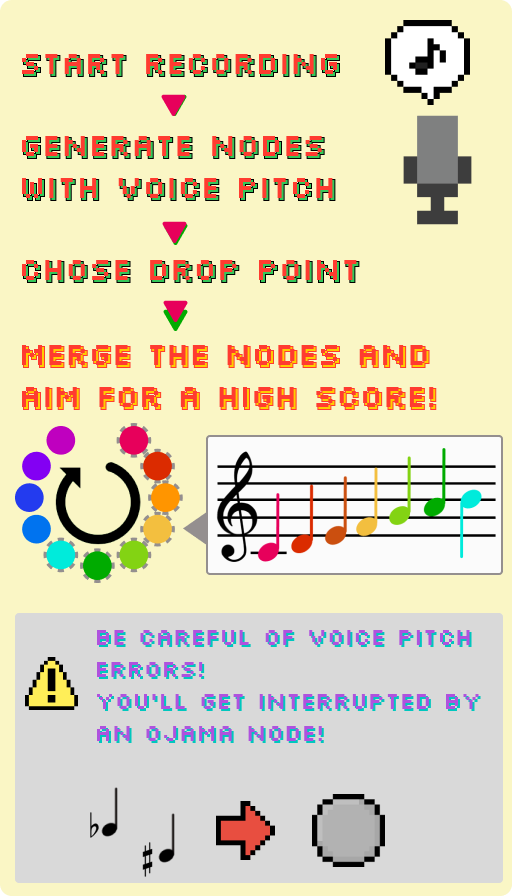 START RECORDING
GENERATE NODES
WITH VOICE PITCH
CHOSE DROP POINT
MERGE THE NODES AND
AIM FOR A HIGH SCORE!
BE CAREFUL OF VOICE PITCH
ERRORS!
YOU'LL GET INTERRUPTED BY
AN OJAMA NODE!